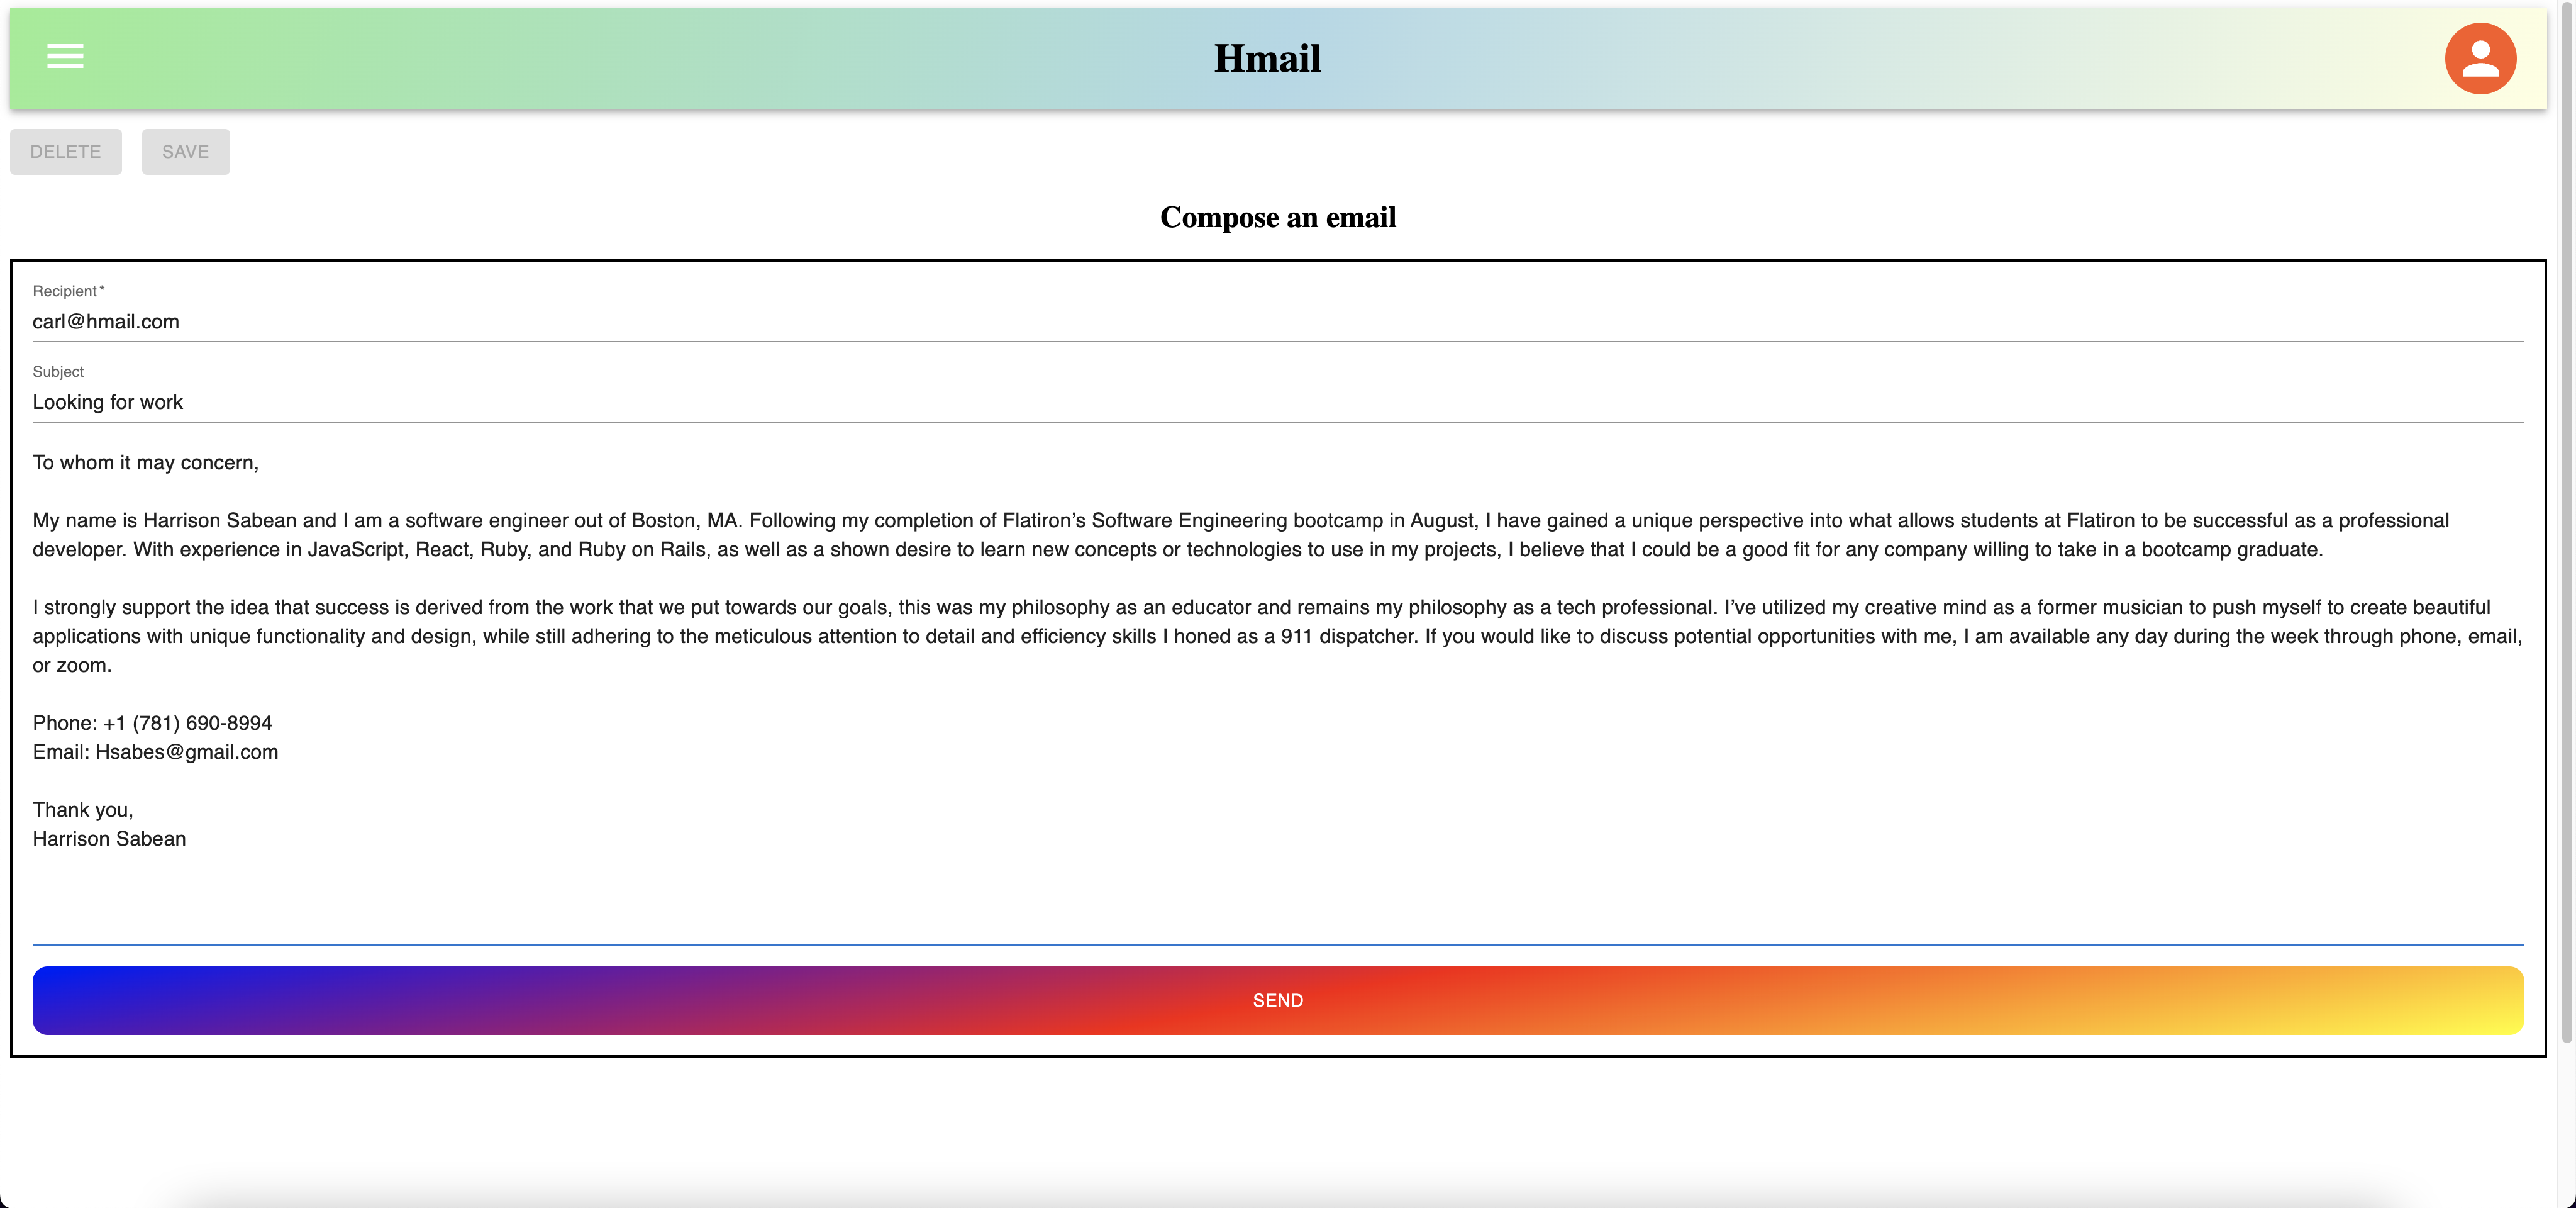 Hmail
DELETE SAVE
Compose an email
Recipient *
carl@hmail.com
Subject
Looking for work
To whom it may concern,
My name is Harrison Sabean and I am a software engineer out of Boston, MA. Following my completion of Flatiron’s Software Engineering bootcamp in August, I have gained a unique perspective into what allows students at Flatiron to be successful as a professional
developer. With experience in JavaScript, React, Ruby, and Ruby on Rails, as well as a shown desire to learn new concepts or technologies to use in my projects, I believe that I could be a good fit for any company willing to take in a bootcamp graduate.
I strongly support the idea that success is derived from the work that we put towards our goals, this was my philosophy as an educator and remains my philosophy as a tech professional. I’ve utilized my creative mind as a former musician to push myself to create beautiful
applications with unique functionality and design, while still adhering to the meticulous attention to detail and efficiency skills I honed as a 911 dispatcher. If you would like to discuss potential opportunities with me, I am available any day during the week through phone, email,
or zoom.
Phone: +1 (781) 690-8994
Email: Hsabes@gmail.com
Thank you,
Harrison Sabean
SEND